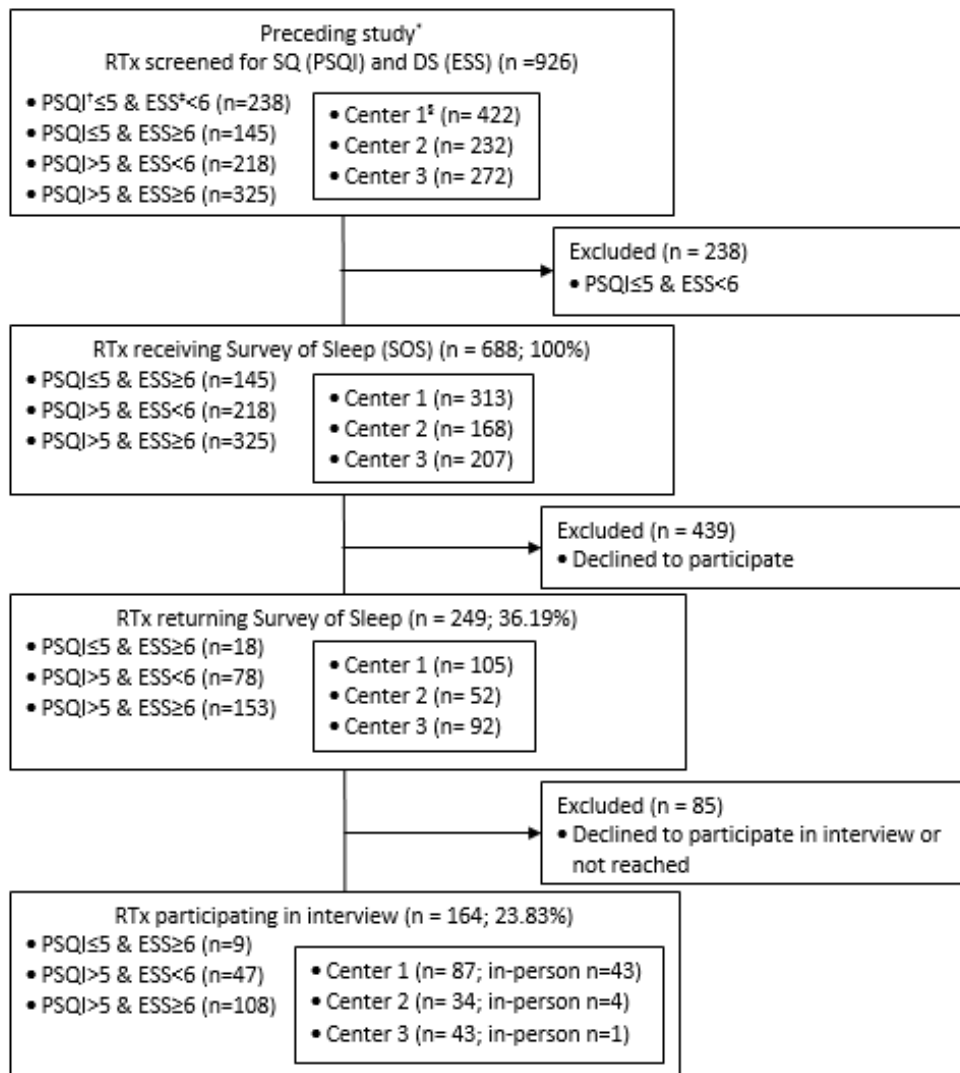 Preceding study*
RTx screened for SQ (PSQI) and DS (ESS) (n =926)
• PSQI†≤5 & ESS‡<6 (n=238)
• PSQI≤5 & ESS≥6 (n=145)
• PSQI>5 & ESS<6 (n=218)
• PSQI>5 & ESS≥6 (n=325)
• Center 1§ (n= 422)
• Center 2 (n= 232)
• Center 3 (n= 272)
Excluded (n = 238)
• PSQI≤5 & ESS<6
RTx receiving Survey of Sleep (SOS) (n = 688; 100%)
• PSQI≤5 & ESS≥6 (n=145)
• PSQI>5 & ESS<6 (n=218)
• PSQI>5 & ESS≥6 (n=325)
• Center 1 (n= 313)
• Center 2 (n= 168)
• Center 3 (n= 207)
Excluded (n = 439)
• Declined to participate
RTx returning Survey of Sleep (n = 249; 36.19%)
• PSQI≤5 & ESS≥6 (n=18)
• PSQI>5 & ESS<6 (n=78)
• PSQI>5 & ESS≥6 (n=153)
• Center 1 (n= 105)
• Center 2 (n= 52)
• Center 3 (n= 92)
Excluded (n = 85)
• Declined to participate in interview or
not reached
RTx participating in interview (n = 164; 23.83%)
• PSQI≤5 & ESS≥6 (n=9)
• PSQI>5 & ESS<6 (n=47)
• PSQI>5 & ESS≥6 (n=108)
• Center 1 (n= 87; in-person n=43)
• Center 2 (n= 34; in-person n=4)
• Center 3 (n= 43; in-person n=1)